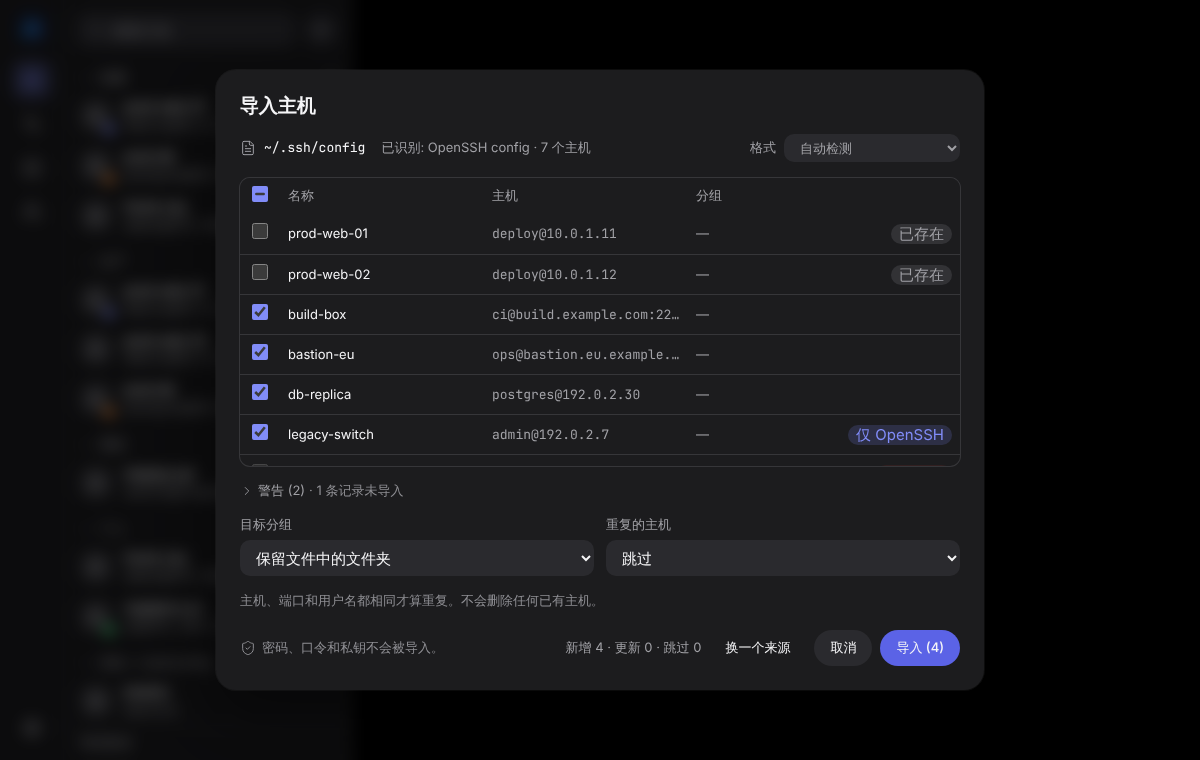 导入主机
~/.ssh/config 已识别: OpenSSH config · 7 个主机 格式 自动检测
名称 主机 分组
prod-web-01 deploy@10.0.1.11 — 已存在
prod-web-02 deploy@10.0.1.12 — 已存在
build-box ci@build.example.com:22… —
bastion-eu ops@bastion.eu.example.… —
db-replica postgres@192.0.2.30 —
legacy-switch admin@192.0.2.7 — 仅 OpenSSH
警告 (2) · 1 条记录未导入
目标分组 重复的主机
保留文件中的文件夹 跳过
主机、端口和用户名都相同才算重复。不会删除任何已有主机。
密码、口令和私钥不会被导入。 新增 4 · 更新 0 · 跳过 0 换一个来源 取消 导入 (4)